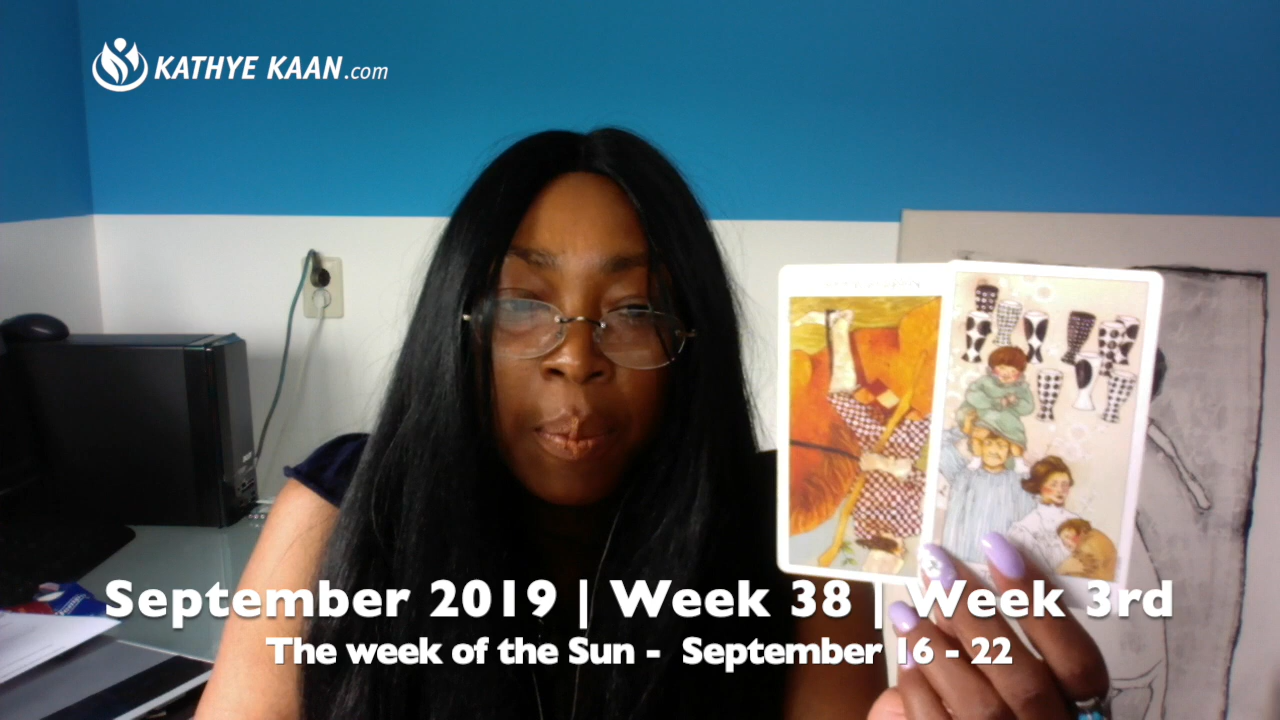 KATHYE KAAN.com
September 2019 | Week 38 | Week 3rd
The week of the Sun - September 16 - 22